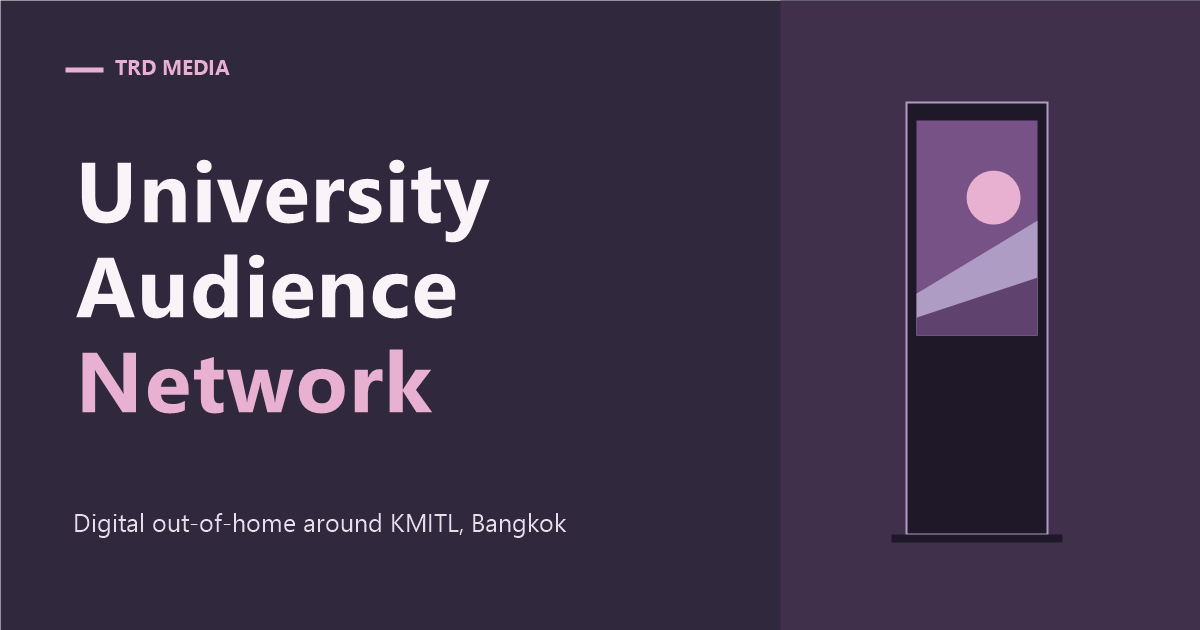 TRD MEDIA
University
Audience
Network
Digital out-of-home around KMITL, Bangkok